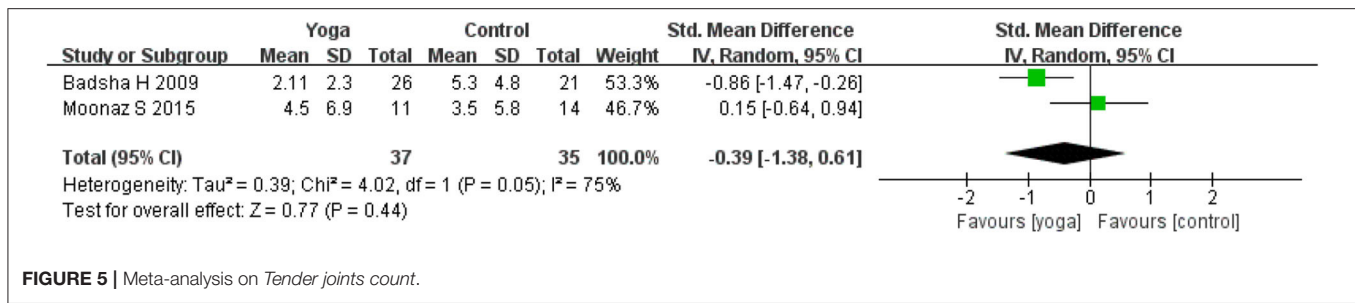 Yoga Control Std. Mean Difference Std. Mean Difference
Study or Subgroup Mean SD Total Mean SD Total Weight IV, Random, 95% CI IV, Random, 95% CI
Badsha H 2009 2.11 2.3 26 5.3 4.8 21 53.3% -0.86 [-1.47, -0.26]
Moonaz S 2015 4.5 6.9 11 3.5 5.8 14 46.7% 0.15 [-0.64, 0.94]
Total (95% CI) 37 35 100.0% -0.39 [-1.38, 0.61]
Heterogeneity: Tau² = 0.39; Chi² = 4.02, df = 1 (P = 0.05); I² = 75%
Test for overall effect: Z = 0.77 (P = 0.44)
-2 -1 0 1 2
Favours [yoga] Favours [control]
FIGURE 5 | Meta-analysis on Tender joints count.